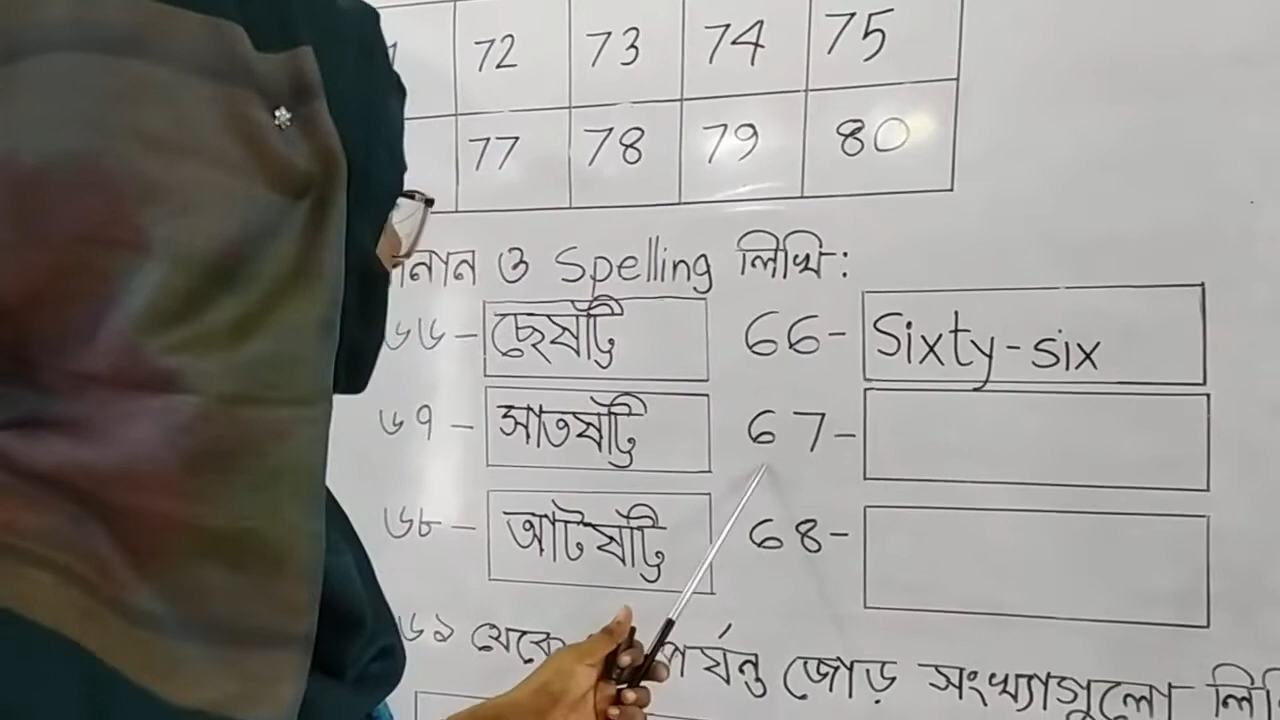 72 73 74 75
77 78 79 80
ও Spelling লিখি:
৬৬- ছেষট্টি 66- Sixty-six
৬৭- সাতষট্টি 67-
৬৮- আটষট্টি 68-
৬১ থেকে পর্যন্ত জোড় সংখ্যাগুলো